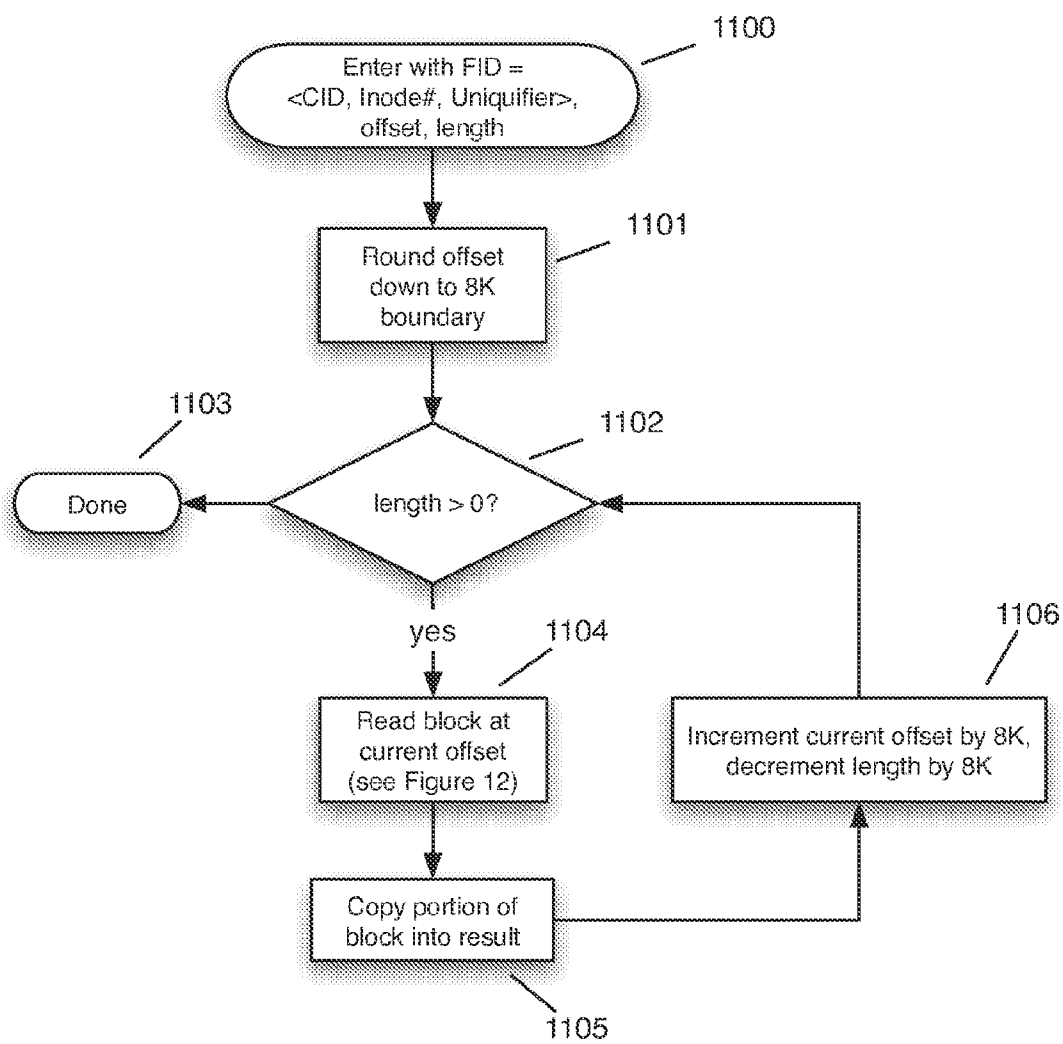 1100
Enter with FID =
<CID, Inode#, Uniquifier>,
offset, length
1101
Round offset
down to 8K
boundary
1103
1102
Done
length > 0?
yes
1104
1106
Read block at
current offset
(see Figure 12)
Increment current offset by 8K,
decrement length by 8K
Copy portion of
block into result
1105